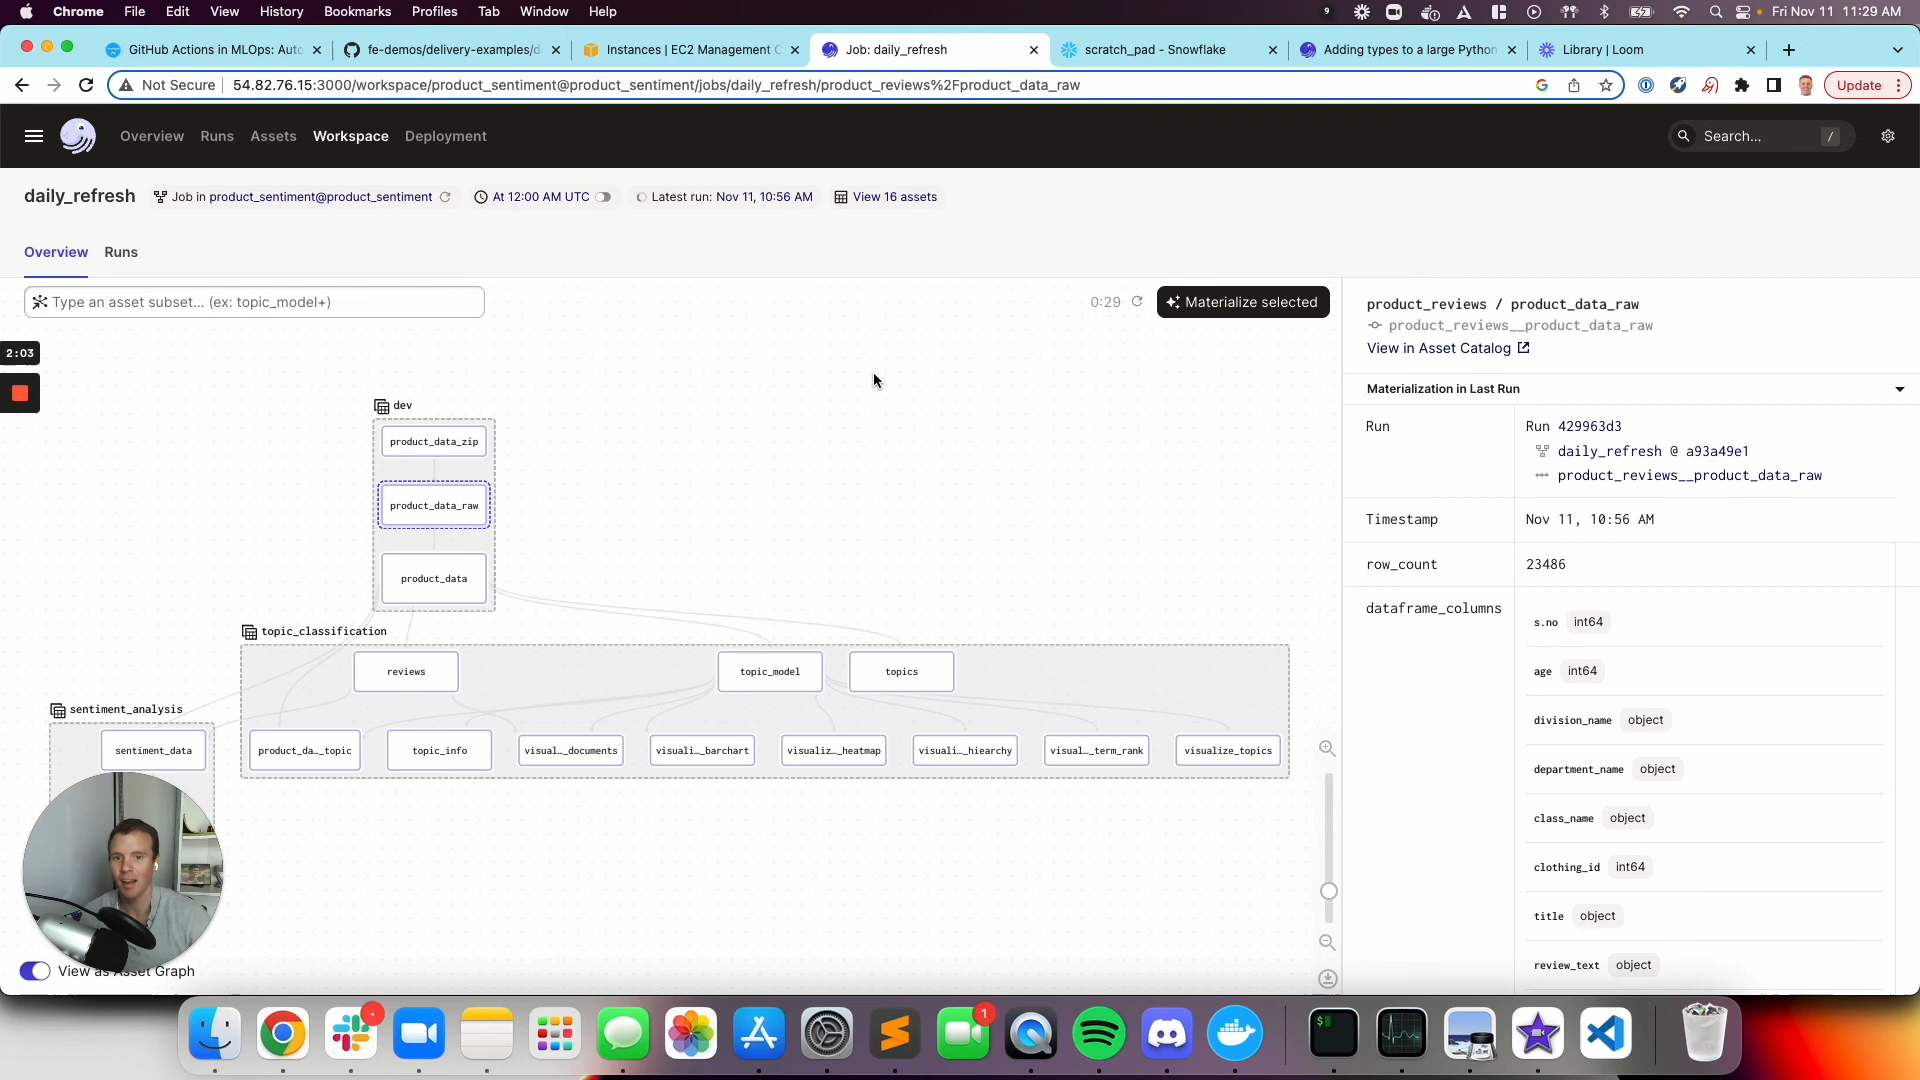 Chrome File Edit View History Bookmarks Profiles Tab Window Help
9 Fri Nov 11 11:29 AM
GitHub Actions in MLOps: Auto
fe-demos/delivery-examples/d
Instances | EC2 Management C
Job: daily_refresh
scratch_pad - Snowflake
Adding types to a large Python
Library | Loom
Not Secure 54.82.76.15:3000/workspace/product_sentiment@product_sentiment/jobs/daily_refresh/product_reviews%2Fproduct_data_raw
Update
Overview Runs Assets Workspace Deployment
Search... /
daily_refresh Job in product_sentiment@product_sentiment At 12:00 AM UTC Latest run: Nov 11, 10:56 AM View 16 assets
Overview Runs
Type an asset subset... (ex: topic_model+)
0:29
Materialize selected
2:03
dev
product_data_zip
product_data_raw
product_data
topic_classification
reviews
topic_model
topics
sentiment_analysis
sentiment_data
product_da…_topic
topic_info
visual…_documents
visuali…_barchart
visualiz…_heatmap
visuali…_hiearchy
visual…_term_rank
visualize_topics
View as Asset Graph
product_reviews / product_data_raw
product_reviews__product_data_raw
View in Asset Catalog
Materialization in Last Run
Run
Run 429963d3
daily_refresh @ a93a49e1
product_reviews__product_data_raw
Timestamp Nov 11, 10:56 AM
row_count 23486
dataframe_columns
s.no int64
age int64
division_name object
department_name object
class_name object
clothing_id int64
title object
review_text object
1